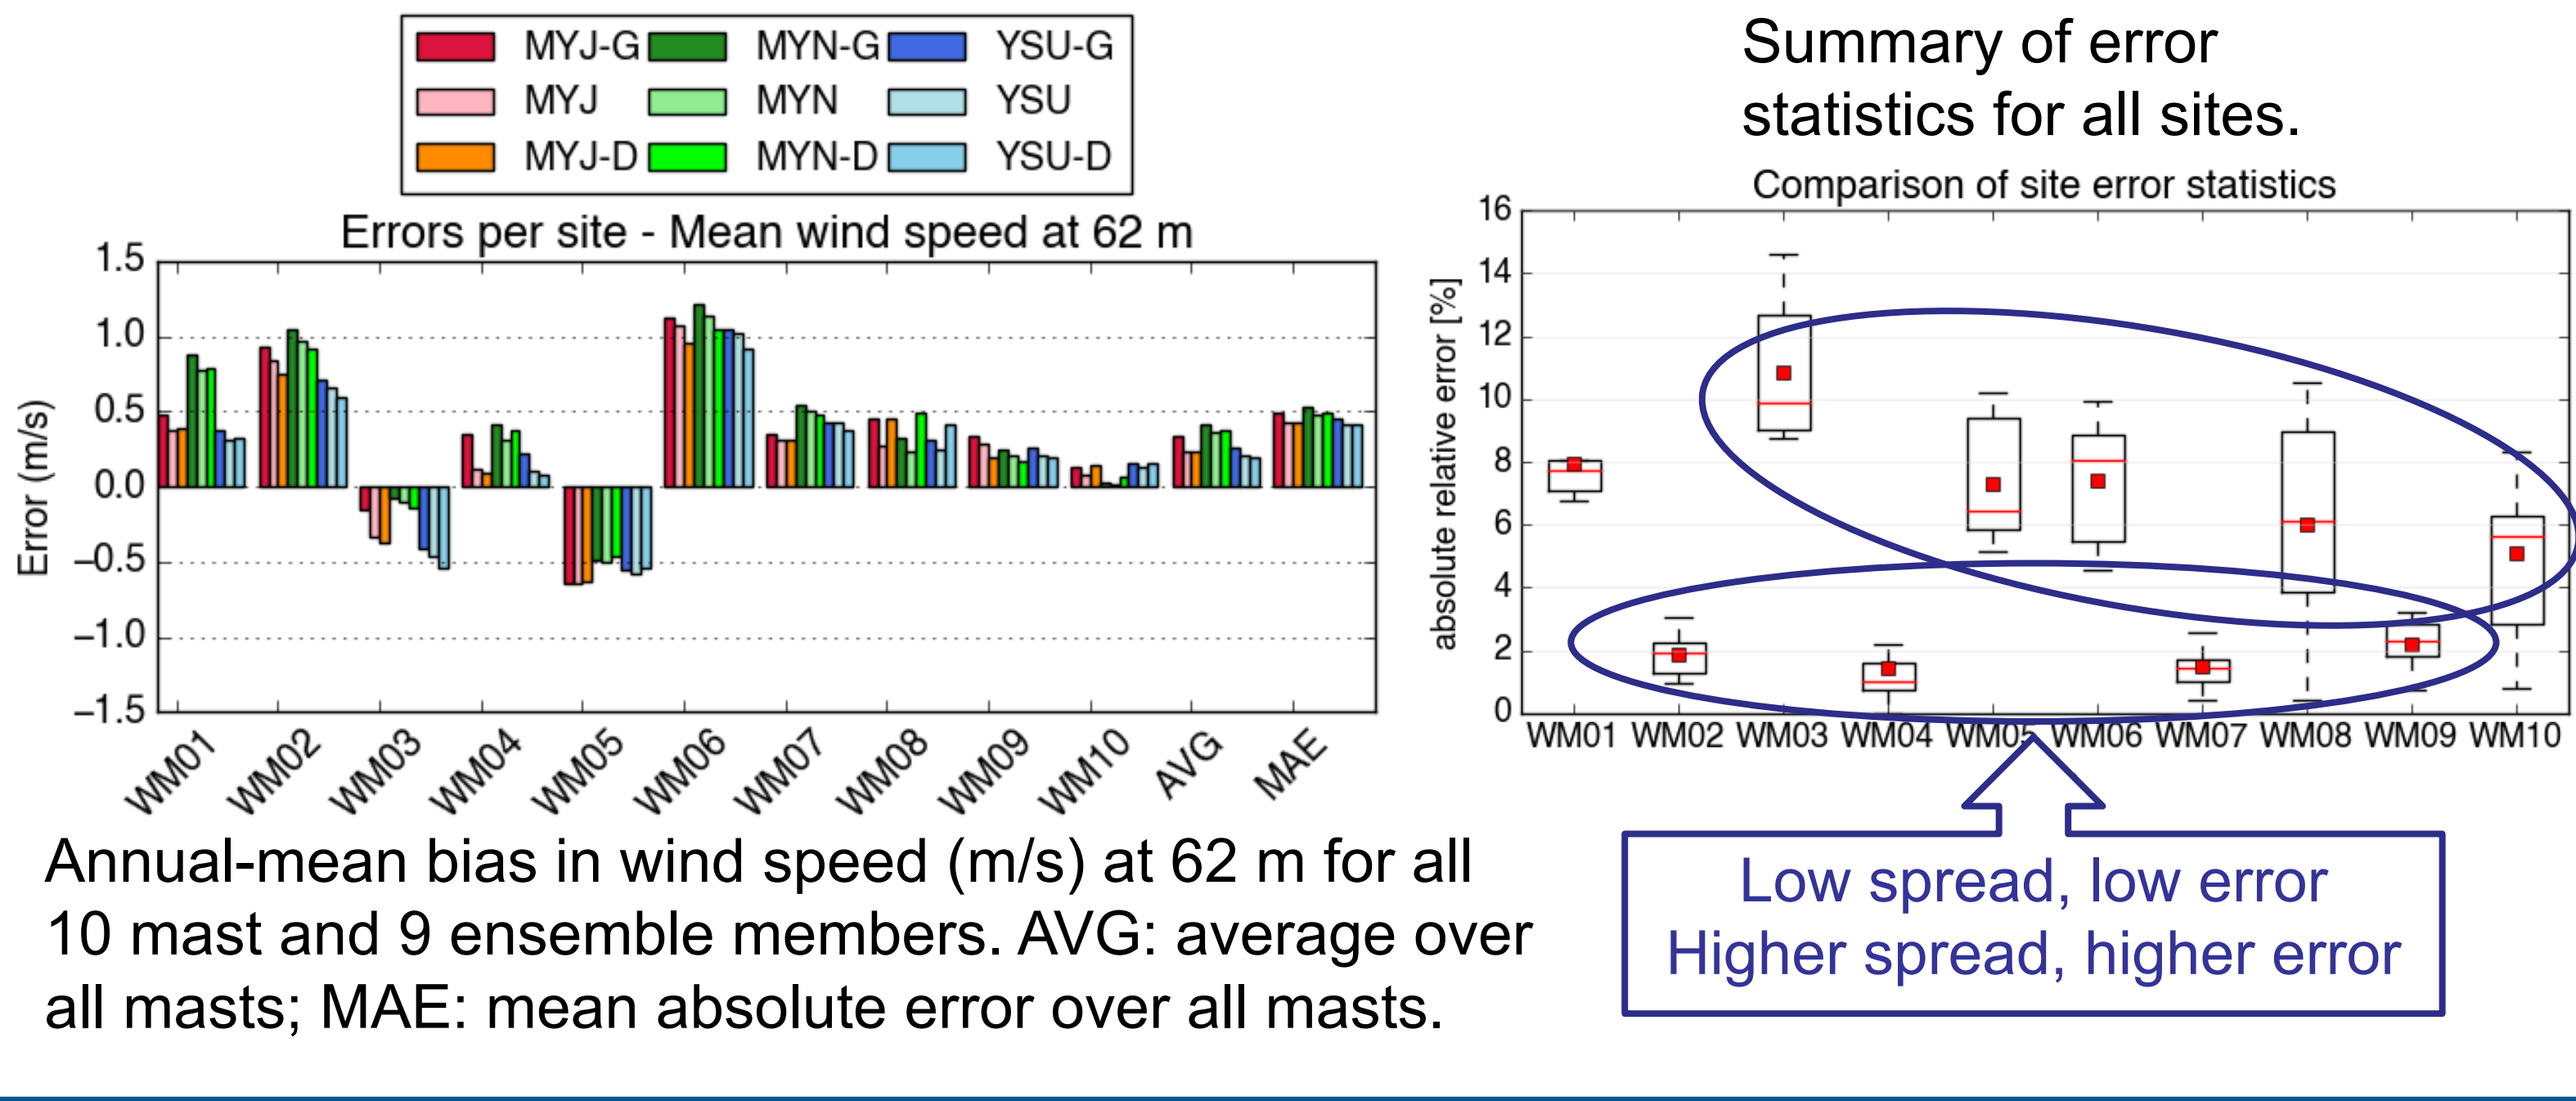 MYJ-G MYN-G YSU-G
MYJ MYN YSU
MYJ-D MYN-D YSU-D
Errors per site - Mean wind speed at 62 m
Error (m/s)
1.5
1.0
0.5
0.0
−0.5
−1.0
−1.5
WM01 WM02 WM03 WM04 WM05 WM06 WM07 WM08 WM09 WM10 AVG MAE
Annual-mean bias in wind speed (m/s) at 62 m for all
10 mast and 9 ensemble members. AVG: average over
all masts; MAE: mean absolute error over all masts.
Summary of error
statistics for all sites.
Comparison of site error statistics
absolute relative error [%]
16
14
12
10
8
6
4
2
0
WM01 WM02 WM03 WM04 WM05 WM06 WM07 WM08 WM09 WM10
Low spread, low error
Higher spread, higher error